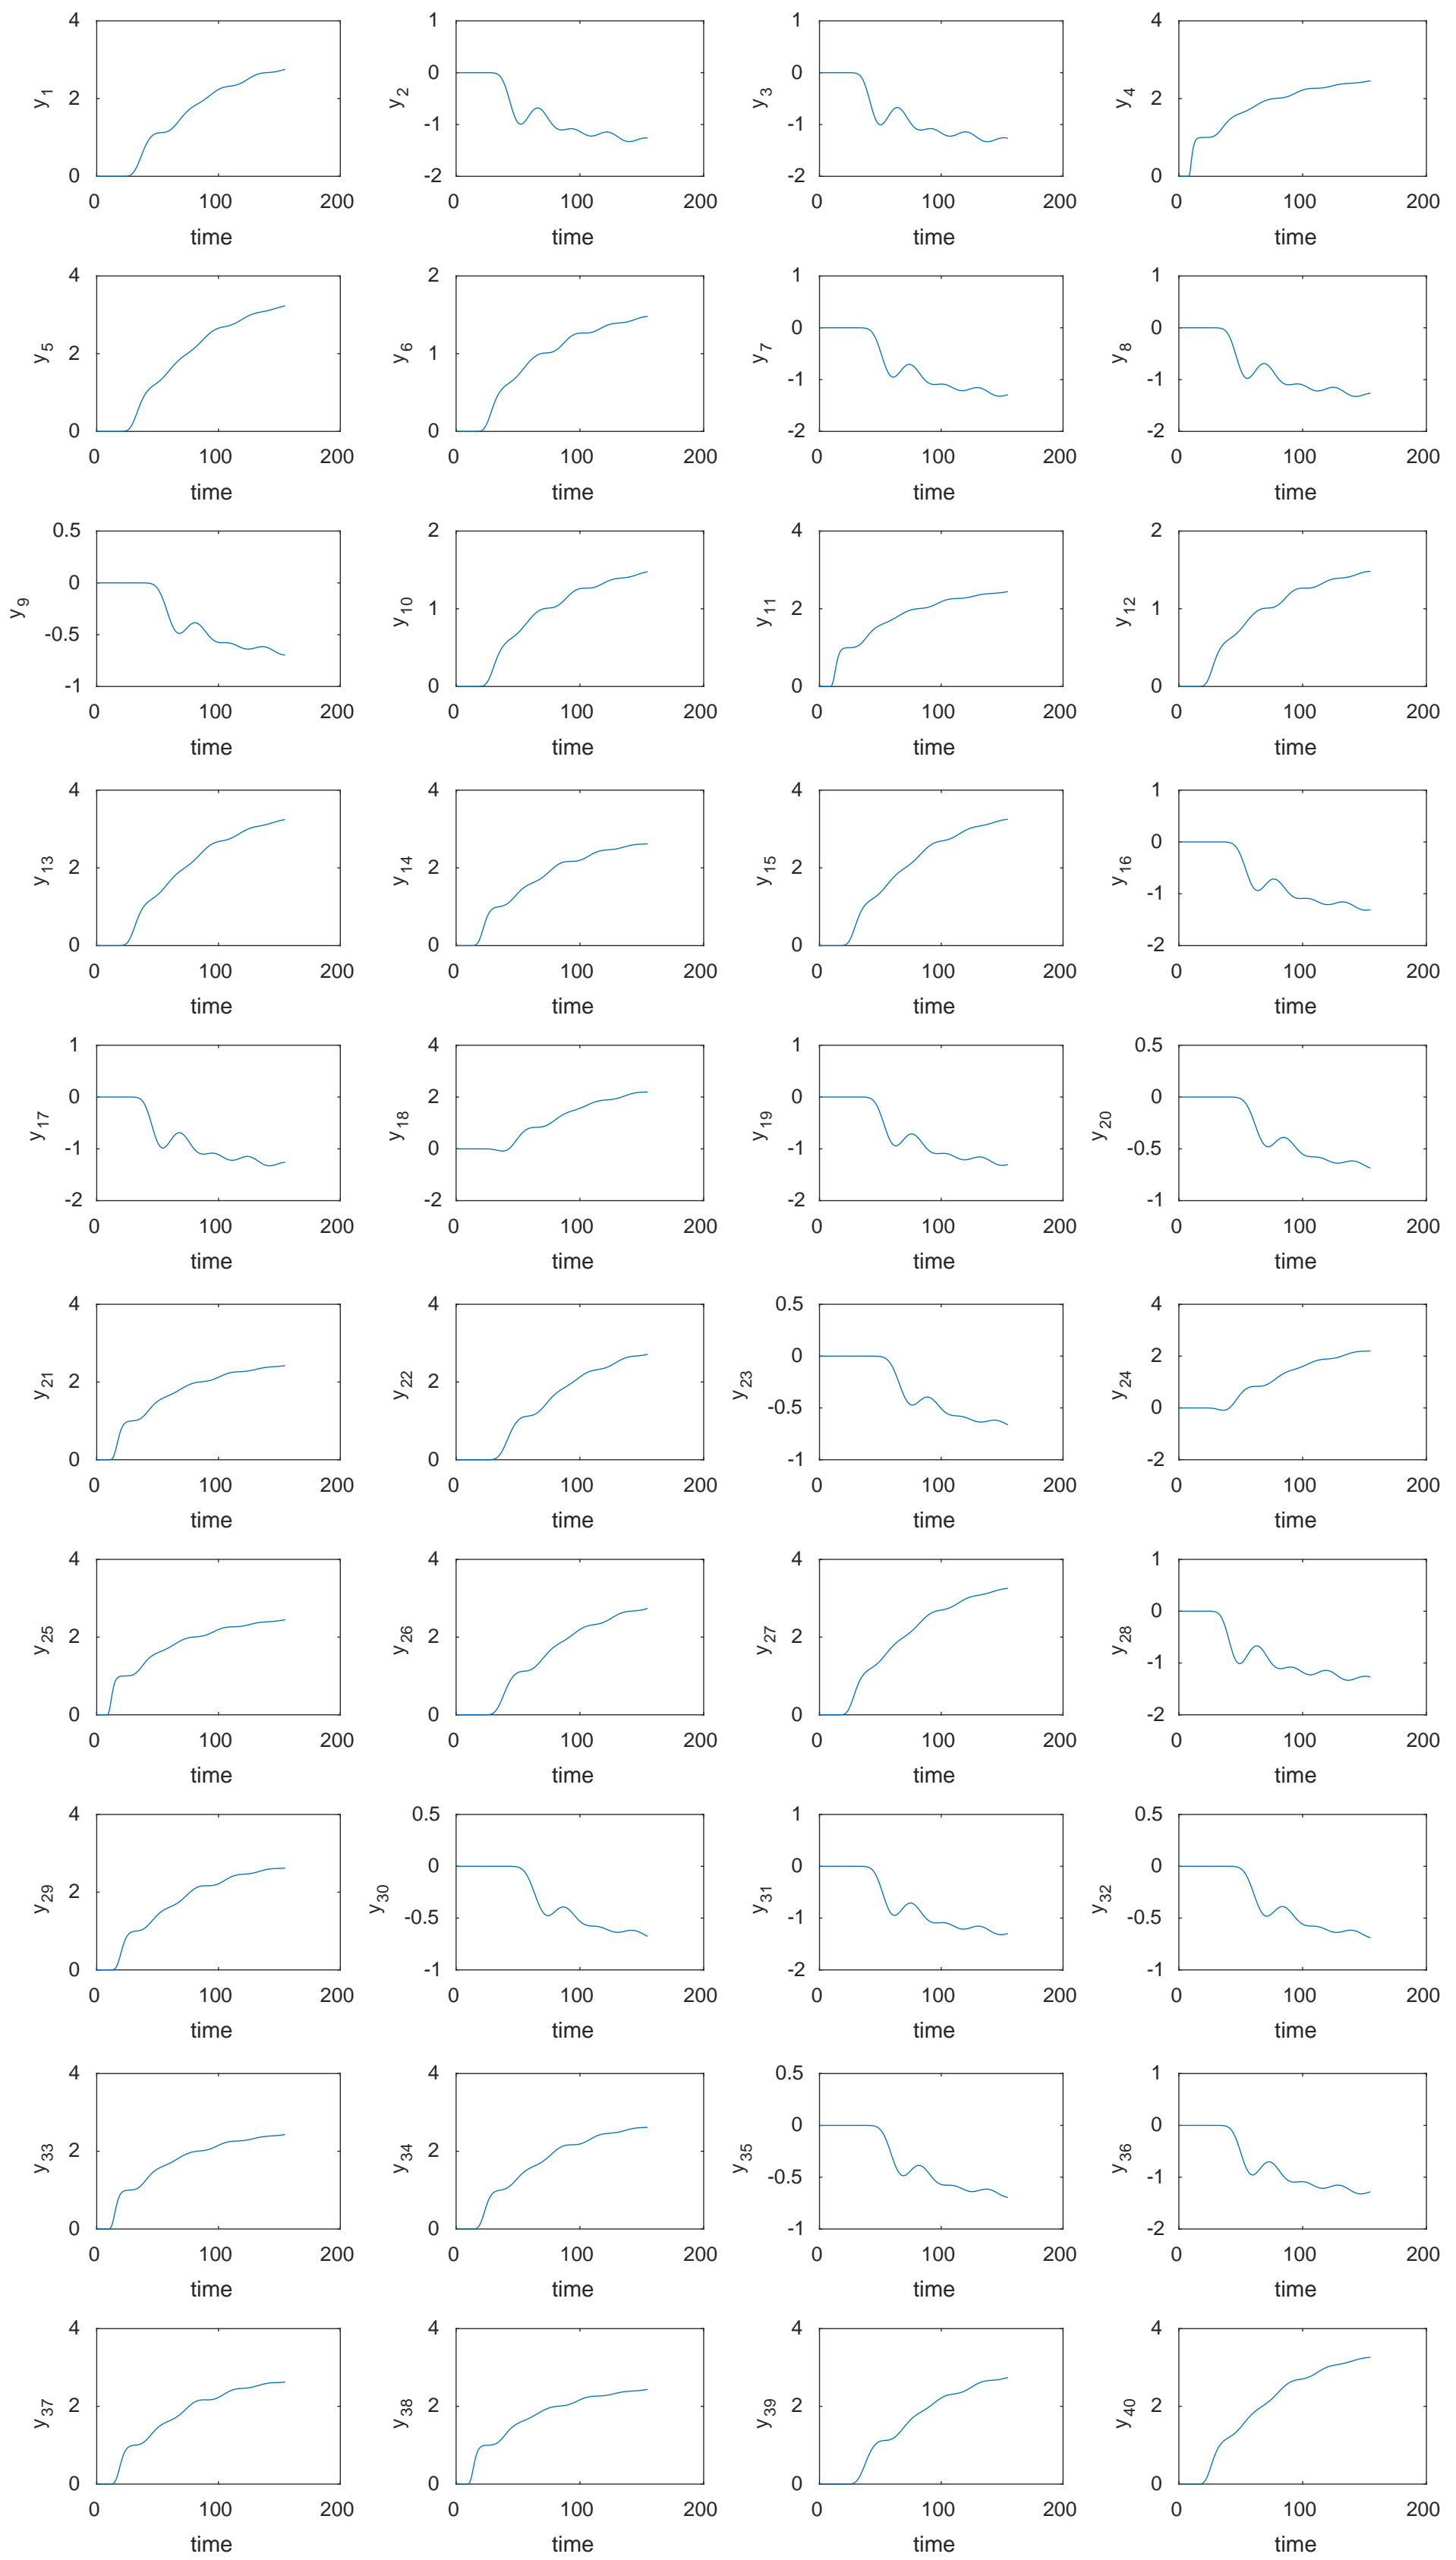 4 1 1 4
y1 2 y2 0 y3 0 y4 2
-1 -1
0 -2 -2 0
0 100 200 0 100 200 0 100 200 0 100 200
time time time time
4 2 1 1
y5 2 y6 1 y7 0 y8 0
-1 -1
0 0 -2 -2
0 100 200 0 100 200 0 100 200 0 100 200
time time time time
0.5 2 4 2
y9 0 y10 1 y11 2 y12 1
-0.5
-1 0 0 0
0 100 200 0 100 200 0 100 200 0 100 200
time time time time
4 4 4 1
y13 2 y14 2 y15 2 y16 0
-1
0 0 0 -2
0 100 200 0 100 200 0 100 200 0 100 200
time time time time
1 4 1 0.5
y17 0 y18 2 y19 0 y20 0
-1 0 -1 -0.5
-2 -2 -2 -1
0 100 200 0 100 200 0 100 200 0 100 200
time time time time
4 4 0.5 4
y21 2 y22 2 y23 0 y24 2
-0.5 0
0 0 -1 -2
0 100 200 0 100 200 0 100 200 0 100 200
time time time time
4 4 4 1
y25 2 y26 2 y27 2 y28 0
-1
0 0 0 -2
0 100 200 0 100 200 0 100 200 0 100 200
time time time time
4 0.5 1 0.5
y29 2 y30 0 y31 0 y32 0
-0.5 -1 -0.5
0 -1 -2 -1
0 100 200 0 100 200 0 100 200 0 100 200
time time time time
4 4 0.5 1
y33 2 y34 2 y35 0 y36 0
-0.5 -1
0 0 -1 -2
0 100 200 0 100 200 0 100 200 0 100 200
time time time time
4 4 4 4
y37 2 y38 2 y39 2 y40 2
0 0 0 0
0 100 200 0 100 200 0 100 200 0 100 200
time time time time